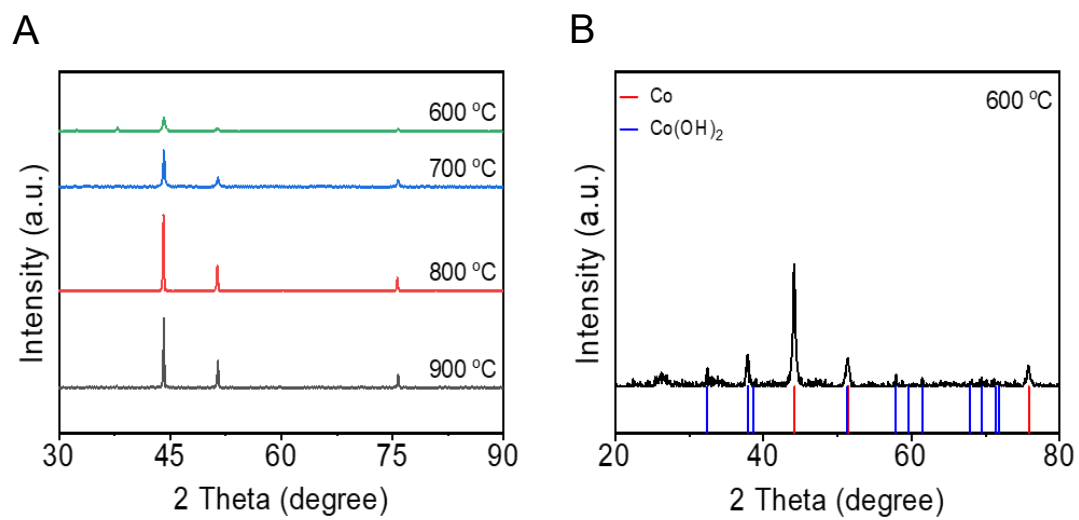 A
600 °C
700 °C
800 °C
900 °C
Intensity (a.u.)
30 45 60 75 90
2 Theta (degree)
B
Co
Co(OH)₂
600 °C
Intensity (a.u.)
20 40 60 80
2 Theta (degree)